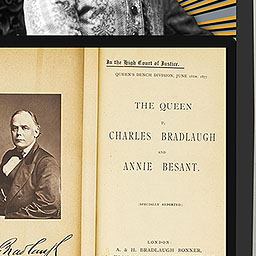 In the High Court of Justice.
QUEEN'S BENCH DIVISION, JUNE 18TH, 1877
THE QUEEN
v.
CHARLES BRADLAUGH
AND
ANNIE BESANT.
(SPECIALLY REPORTED.)
C Bradlaugh
LONDON:
A. & H. BRADLAUGH BONNER,